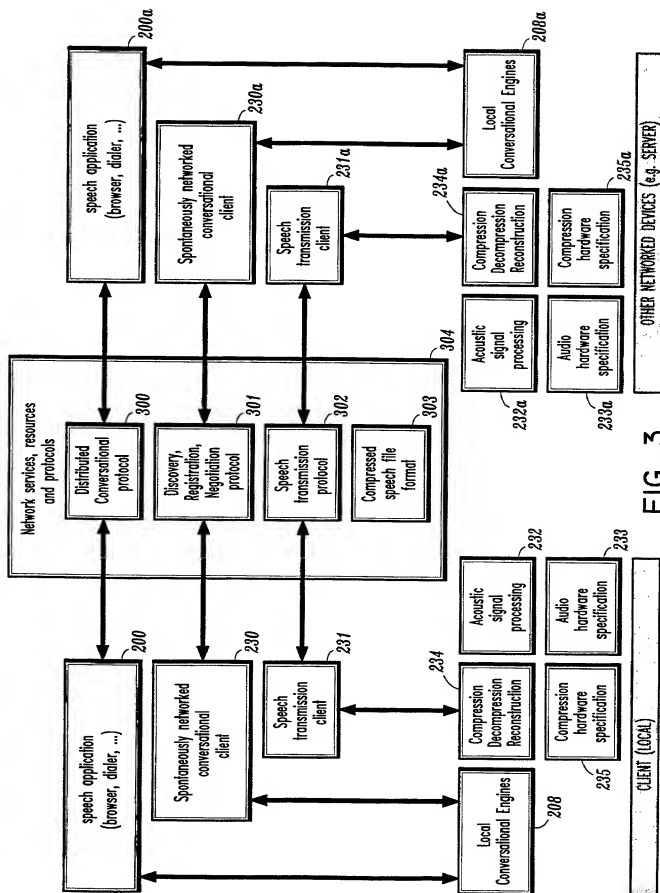 speech application
(browser, dialer, ...)
200
Spontaneously networked
conversational
client
230
Speech
transmission
client
231
Local
Conversational Engines
208
Compression
Decompression
Reconstruction
234
Acoustic
signal
processing
232
Compression
hardware
specification
235
Audio
hardware
specification
233
CLIENT (LOCAL)
Network services, resources
and protocols
304
Distributed
Conversational
protocol
300
Discovery,
Registration,
Negotiation
protocol
301
Speech
transmission
protocol
302
Compressed
speech file
format
303
FIG. 3
speech application
(browser, dialer, ...)
200a
Spontaneously networked
conversational
client
230a
Speech
transmission
client
231a
Acoustic
signal
processing
232a
Compression
Decompression
Reconstruction
234a
Local
Conversational Engines
208a
Audio
hardware
specification
233a
Compression
hardware
specification
235a
OTHER NETWORKED DEVICES (e.g. SERVER)